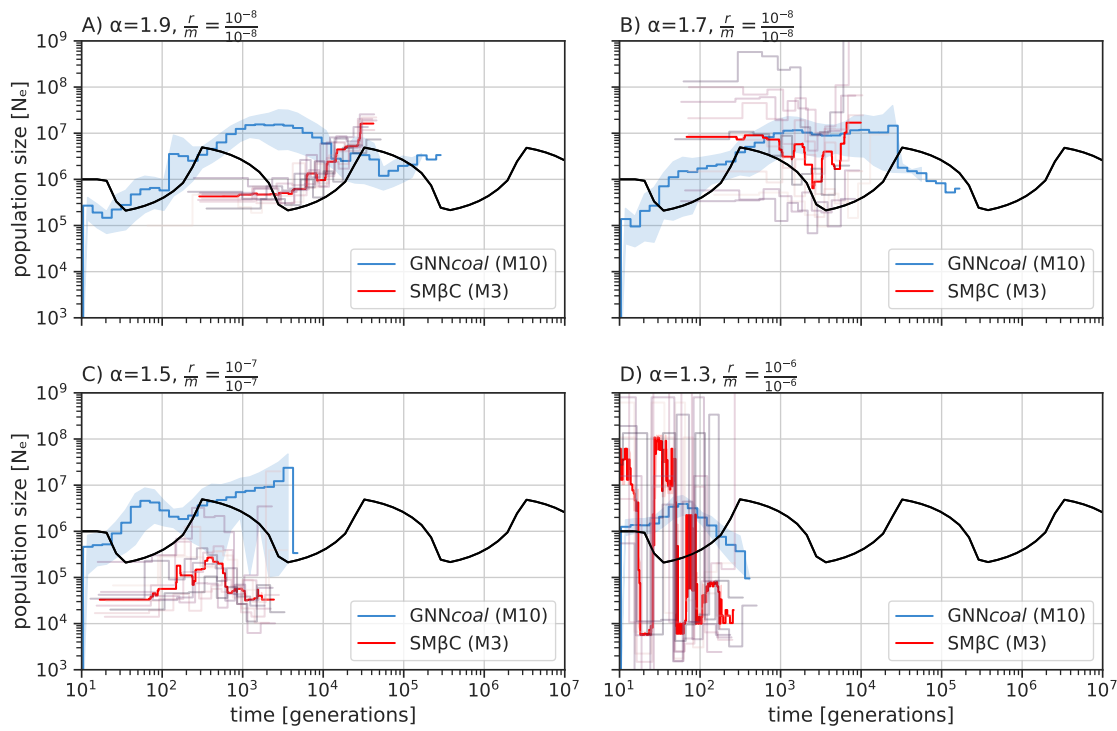 A) α=1.9, r/m = 10⁻⁸/10⁻⁸
B) α=1.7, r/m = 10⁻⁸/10⁻⁸
10⁹
10⁸
10⁷
10⁶
10⁵
10⁴
10³
population size [Nₑ]
GNNcoal (M10)
SMβC (M3)
GNNcoal (M10)
SMβC (M3)
C) α=1.5, r/m = 10⁻⁷/10⁻⁷
D) α=1.3, r/m = 10⁻⁶/10⁻⁶
10⁹
10⁸
10⁷
10⁶
10⁵
10⁴
10³
population size [Nₑ]
GNNcoal (M10)
SMβC (M3)
GNNcoal (M10)
SMβC (M3)
10¹ 10² 10³ 10⁴ 10⁵ 10⁶ 10⁷
10¹ 10² 10³ 10⁴ 10⁵ 10⁶ 10⁷
time [generations]
time [generations]